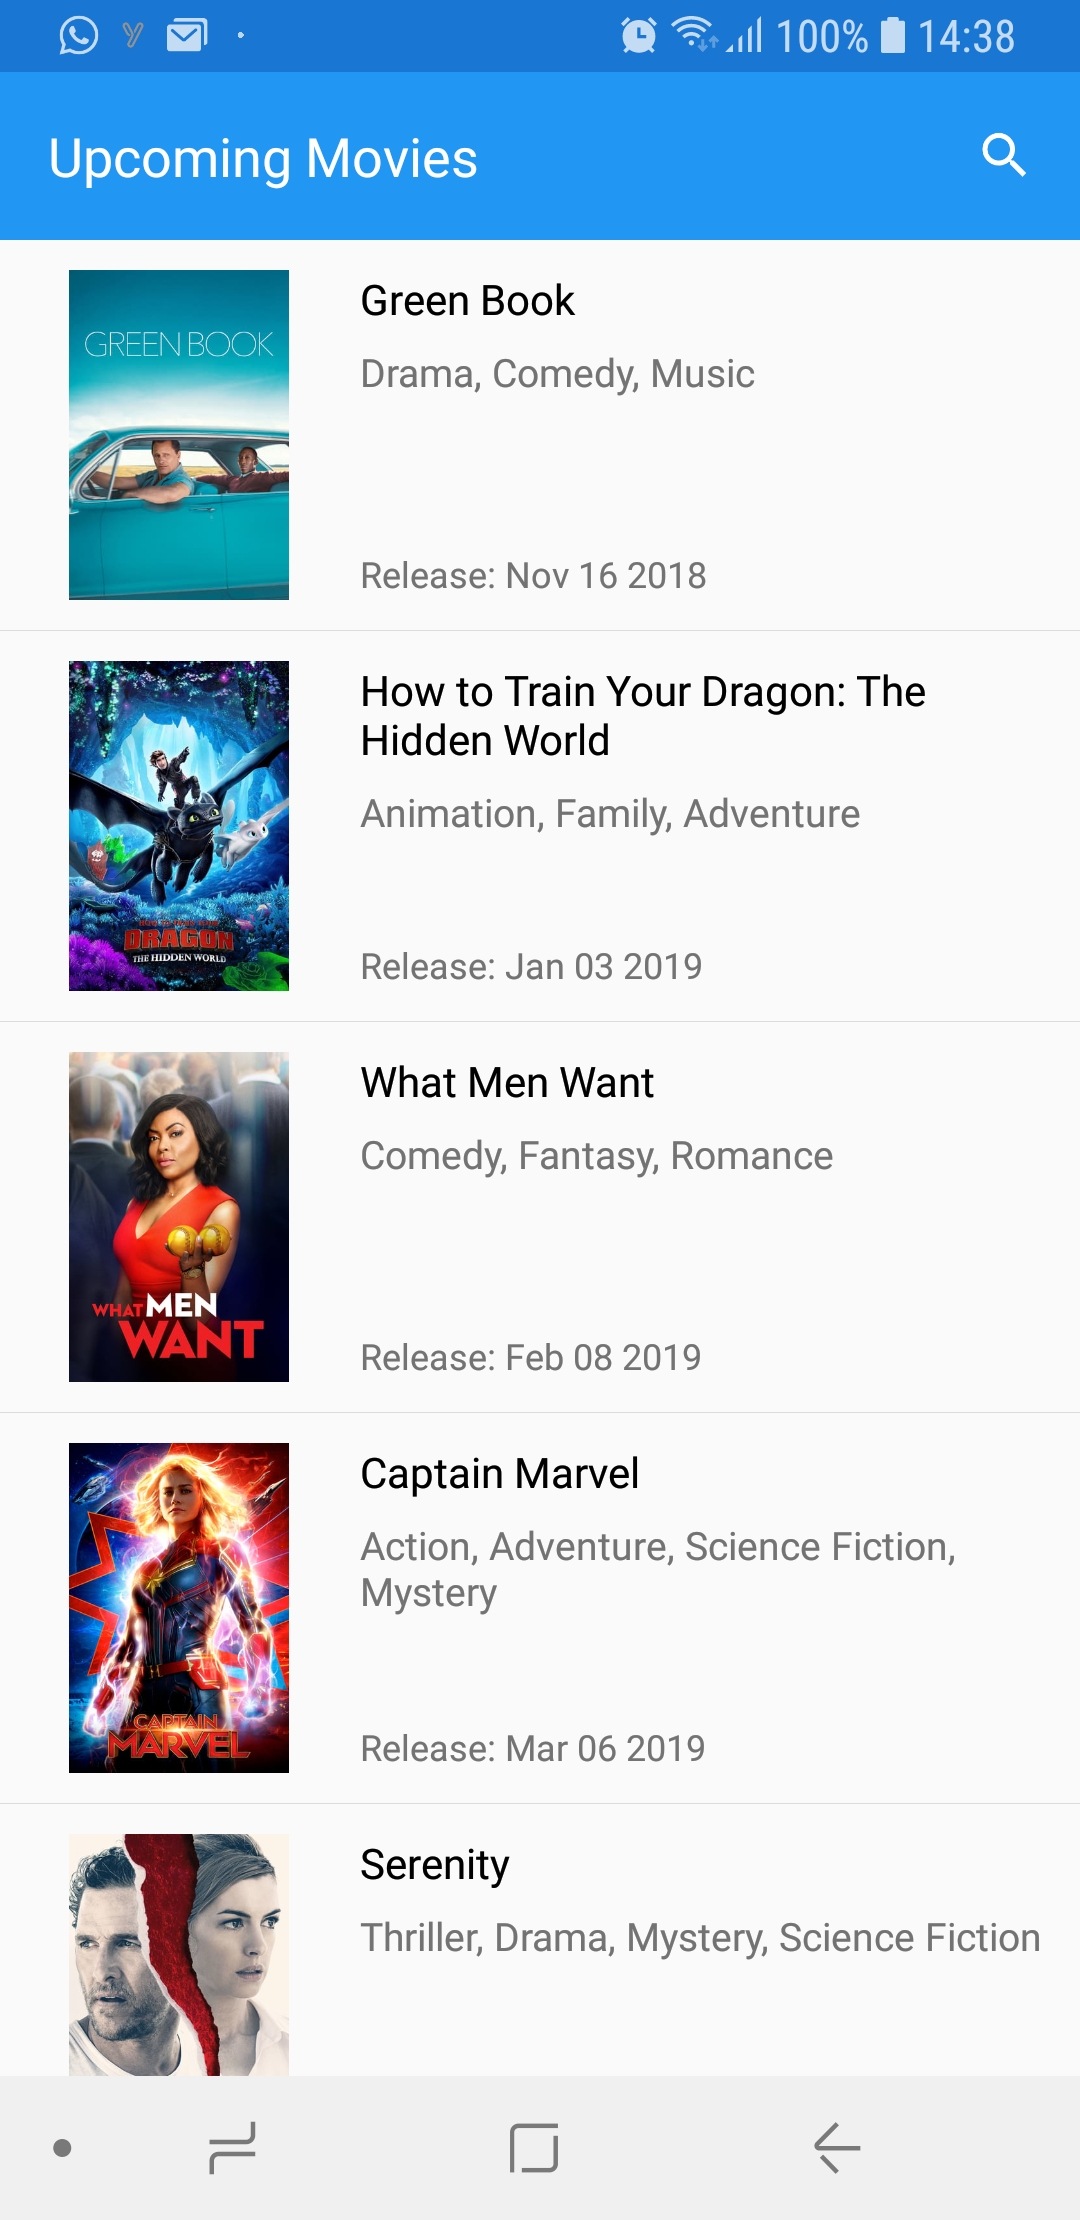 100% 14:38
Upcoming Movies
GREEN BOOK
Green Book
Drama, Comedy, Music
Release: Nov 16 2018
How to Train Your Dragon: The
Hidden World
Animation, Family, Adventure
Release: Jan 03 2019
DRAGON
THE HIDDEN WORLD
What Men Want
Comedy, Fantasy, Romance
Release: Feb 08 2019
WHAT MEN
WANT
Captain Marvel
Action, Adventure, Science Fiction,
Mystery
Release: Mar 06 2019
CAPTAIN
MARVEL
Serenity
Thriller, Drama, Mystery, Science Fiction